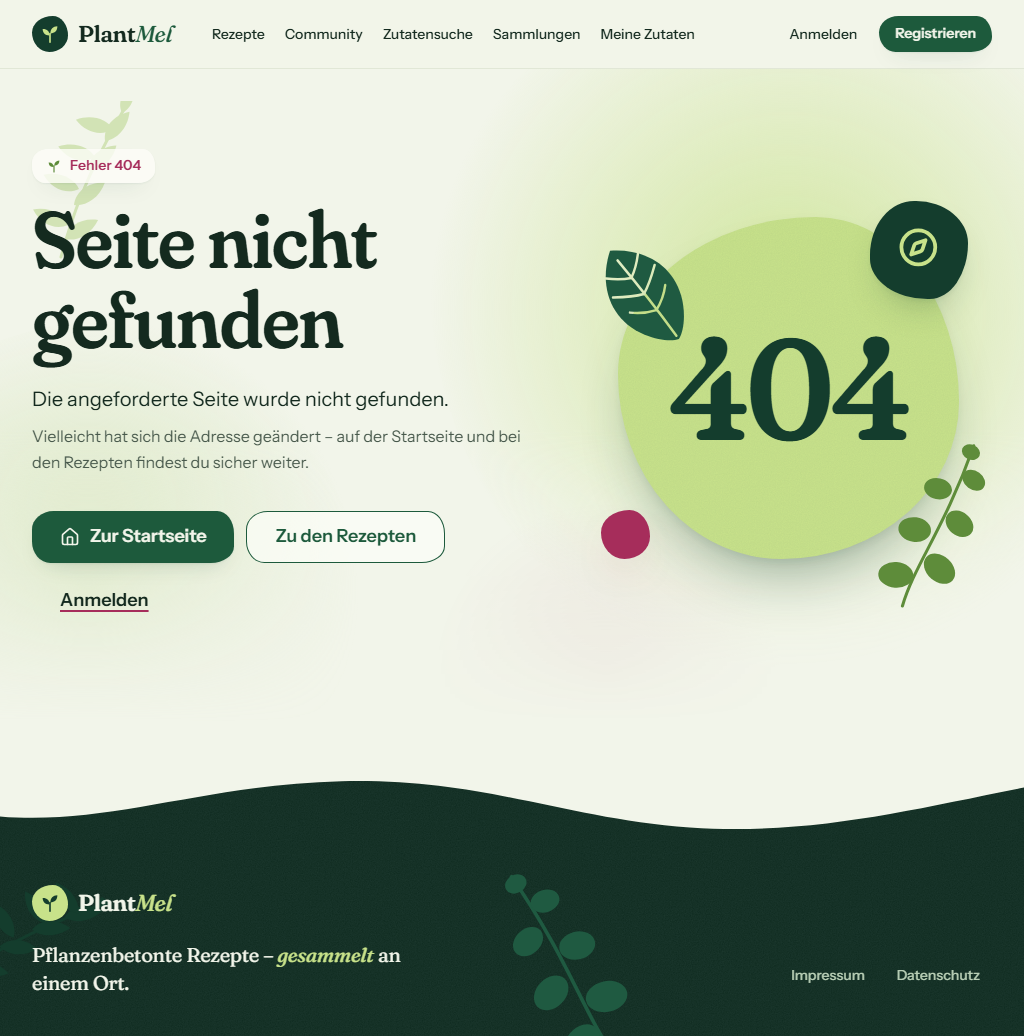 PlantMel
Rezepte
Community
Zutatensuche
Sammlungen
Meine Zutaten
Anmelden
Registrieren
Fehler 404
Seite nicht
gefunden
Die angeforderte Seite wurde nicht gefunden.
Vielleicht hat sich die Adresse geändert – auf der Startseite und bei
den Rezepten findest du sicher weiter.
Zur Startseite
Zu den Rezepten
Anmelden
404
PlantMel
Pflanzenbetonte Rezepte – gesammelt an
einem Ort.
Impressum
Datenschutz